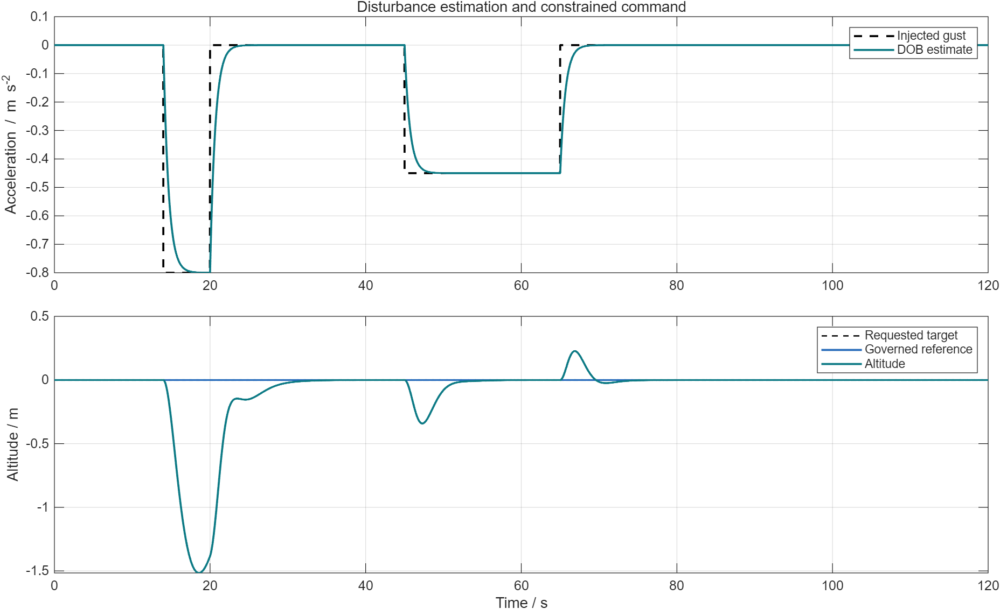 Disturbance estimation and constrained command
0.1
0
-0.1
-0.2
-0.3
-0.4
-0.5
-0.6
-0.7
-0.8
Acceleration / m s-2
Injected gust
DOB estimate
0 20 40 60 80 100 120
0.5
0
-0.5
-1
-1.5
Altitude / m
Requested target
Governed reference
Altitude
0 20 40 60 80 100 120
Time / s